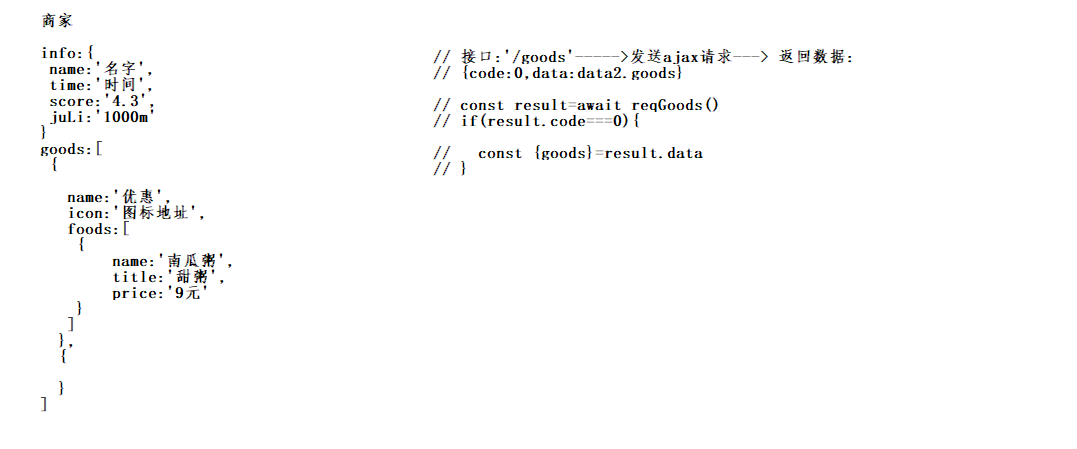 商家
info:{
name:'名字',
time:'时间',
score:'4.3',
juLi:'1000m'
}
goods:[
{
name:'优惠',
icon:'图标地址',
foods:[
{
name:'南瓜粥',
title:'甜粥',
price:'9元'
}
]
},
{
}
]
// 接口:'/goods'----->发送ajax请求---> 返回数据:
// {code:0,data:data2.goods}
// const result=await reqGoods()
// if(result.code===0){
//   const {goods}=result.data
// }